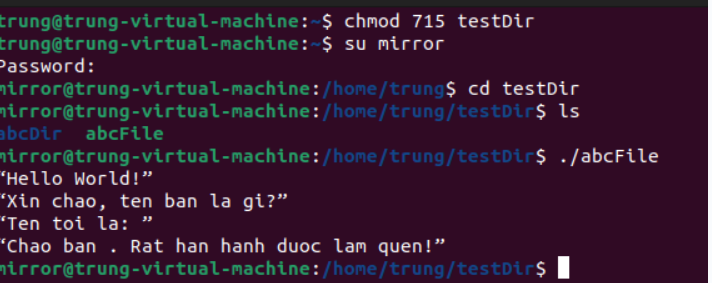 trung@trung-virtual-machine:~$ chmod 715 testDir
trung@trung-virtual-machine:~$ su mirror
Password:
mirror@trung-virtual-machine:/home/trung$ cd testDir
mirror@trung-virtual-machine:/home/trung/testDir$ ls
abcDir  abcFile
mirror@trung-virtual-machine:/home/trung/testDir$ ./abcFile
“Hello World!”
“Xin chao, ten ban la gi?”
“Ten toi la: ”
“Chao ban . Rat han hanh duoc lam quen!”
mirror@trung-virtual-machine:/home/trung/testDir$